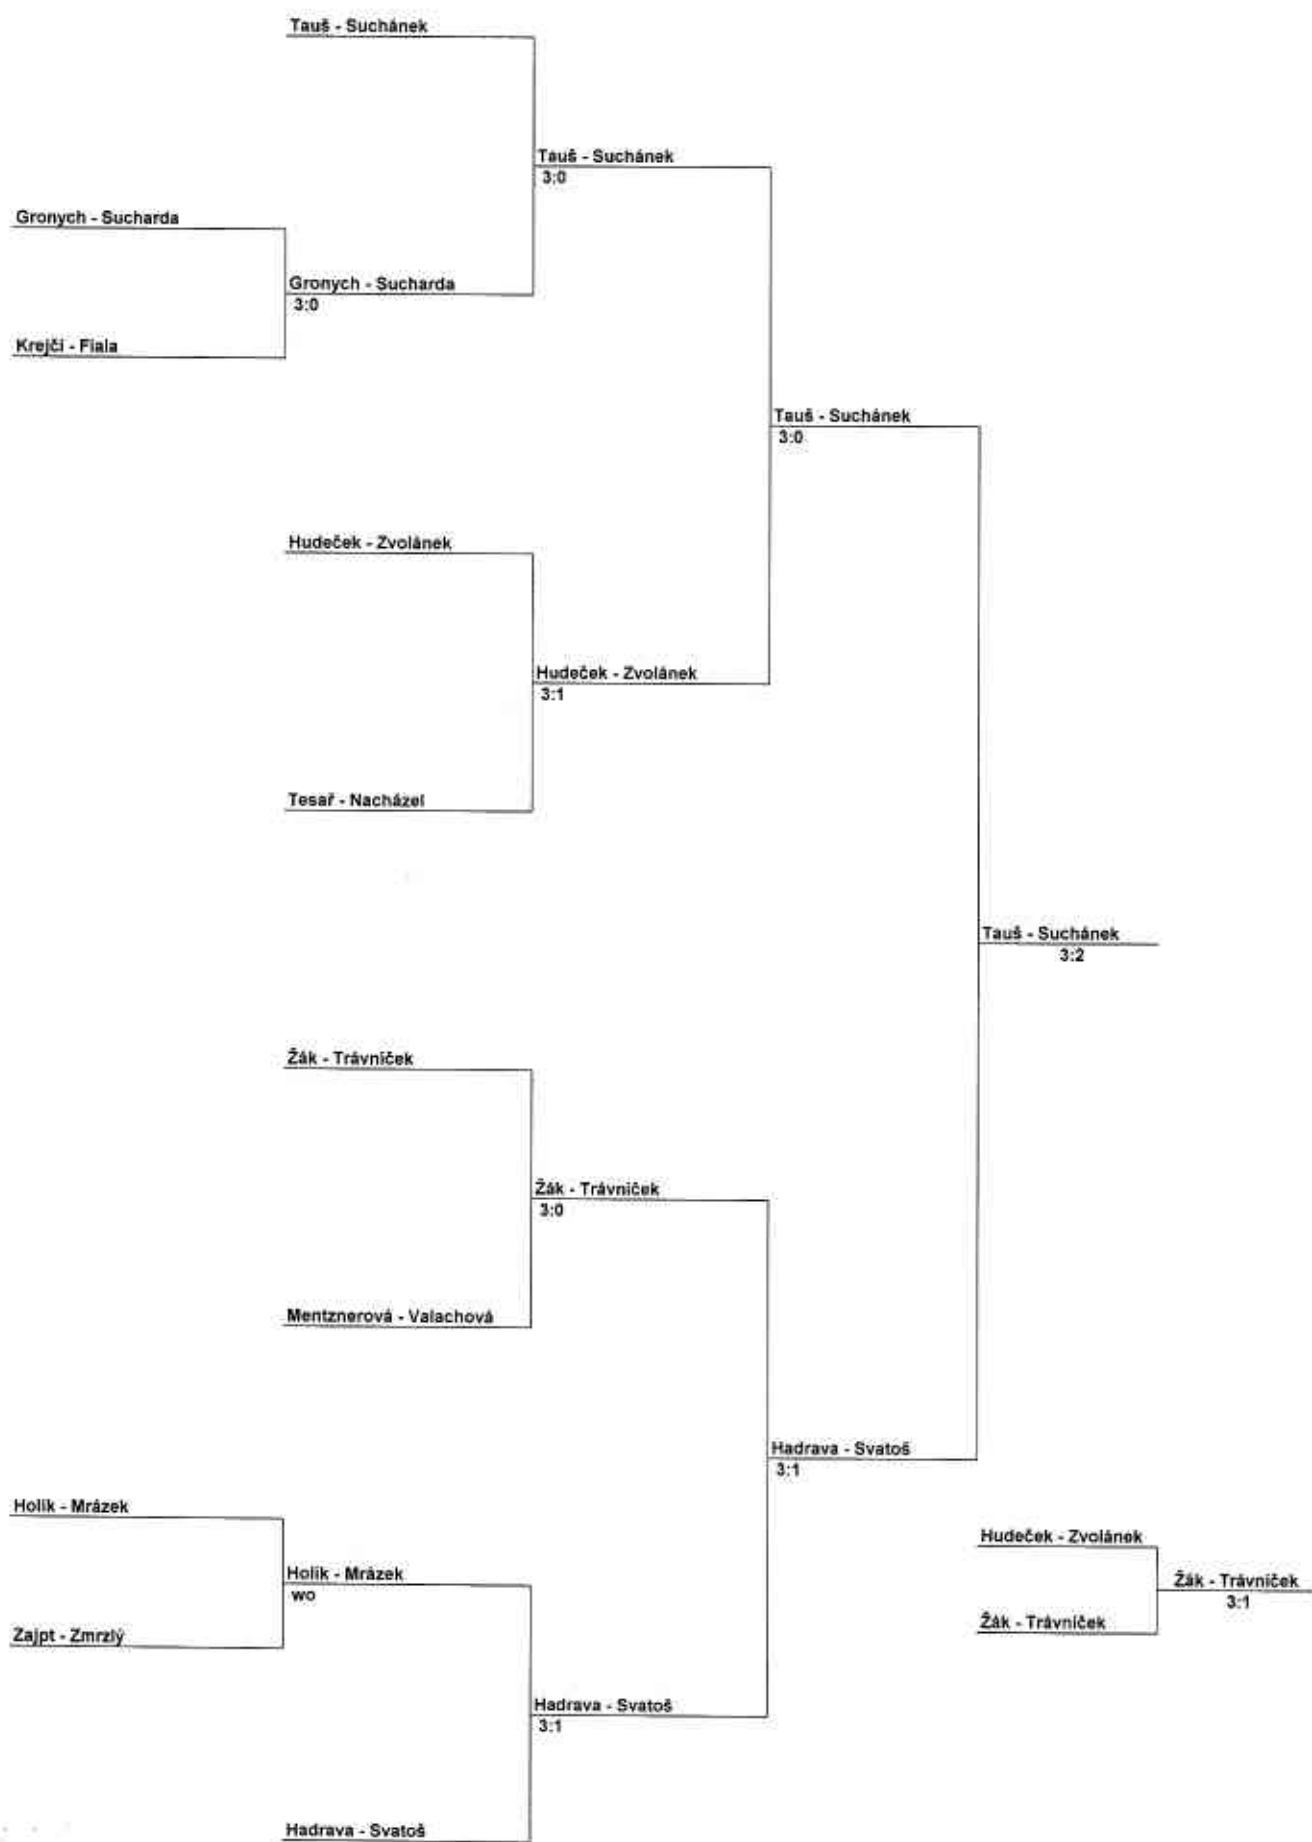 Tauš - Suchánek
Tauš - Suchánek
3:0
Gronych - Sucharda
Gronych - Sucharda
3:0
Krejčí - Fiala
Tauš - Suchánek
3:0
Hudeček - Zvolánek
Hudeček - Zvolánek
3:1
Tesař - Nacházel
Tauš - Suchánek
3:2
Žák - Trávníček
Žák - Trávníček
3:0
Mentznerová - Valachová
Hadrava - Svatoš
3:1
Holík - Mrázek
Hudeček - Zvolánek
Holík - Mrázek
wo
Žák - Trávníček
3:1
Žák - Trávníček
Zajpt - Zmrzlý
Hadrava - Svatoš
3:1
Hadrava - Svatoš